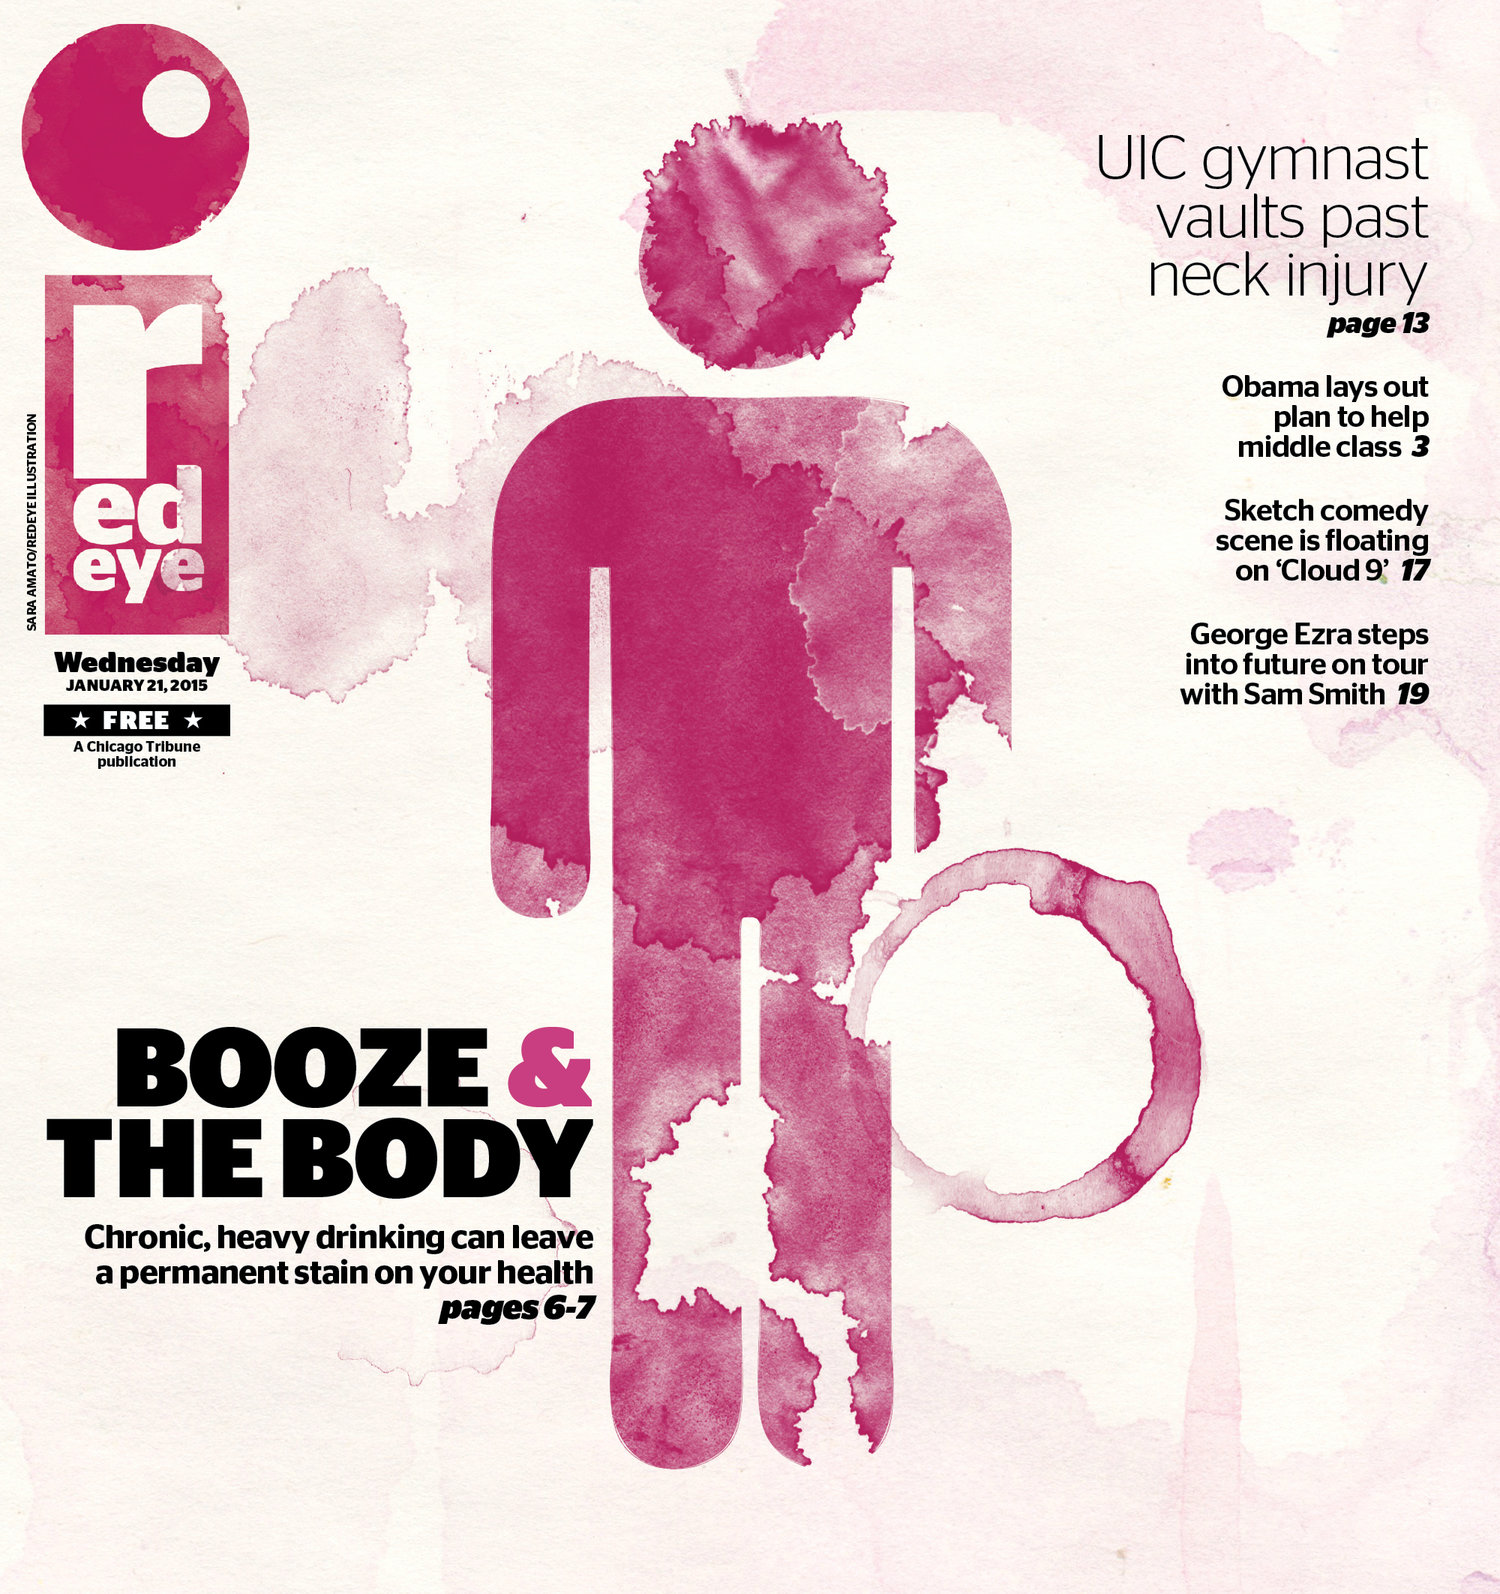 red
eye
SARA AMATO/REDEYE ILLUSTRATION
Wednesday
JANUARY 21, 2015
★ FREE ★
A Chicago Tribune
publication
UIC gymnast
vaults past
neck injury
page 13
Obama lays out
plan to help
middle class 3
Sketch comedy
scene is floating
on ‘Cloud 9’ 17
George Ezra steps
into future on tour
with Sam Smith 19
BOOZE &
THE BODY
Chronic, heavy drinking can leave
a permanent stain on your health
pages 6-7